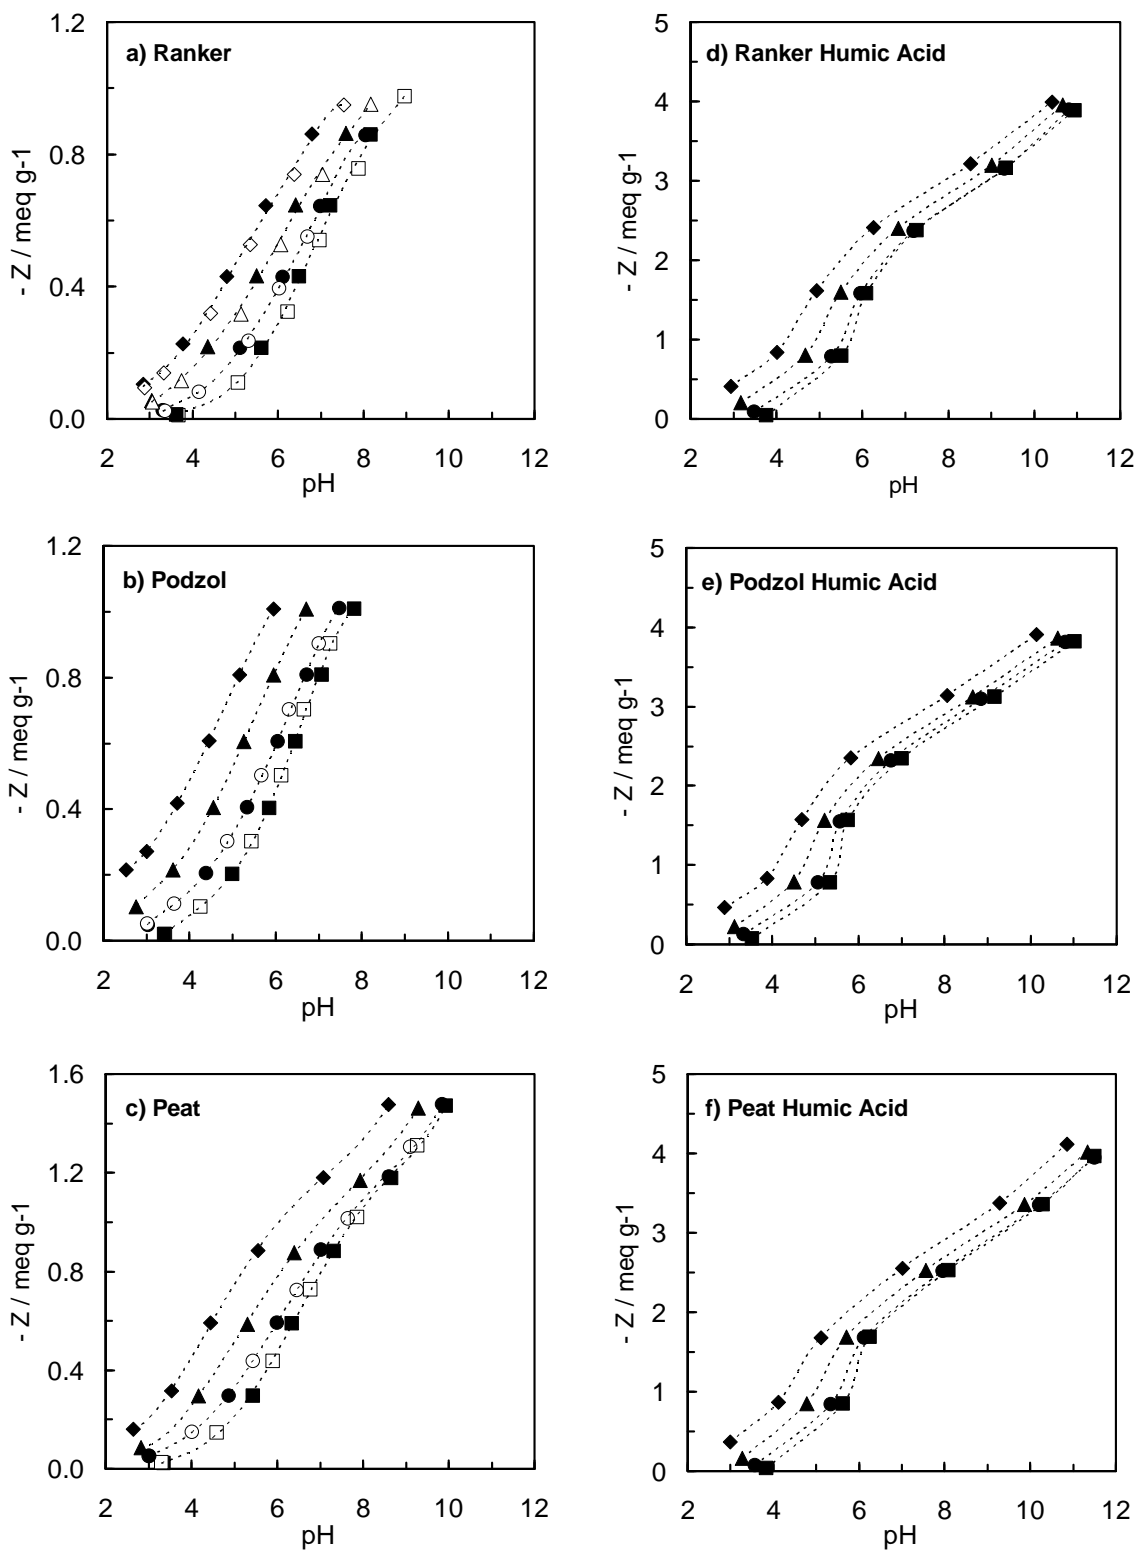 a) Ranker
1.2
0.8
0.4
0.0
- Z / meq g-1
2 4 6 8 10 12
pH
d) Ranker Humic Acid
5
4
3
2
1
0
- Z / meq g-1
2 4 6 8 10 12
pH
b) Podzol
1.2
0.8
0.4
0.0
- Z / meq g-1
2 4 6 8 10 12
pH
e) Podzol Humic Acid
5
4
3
2
1
0
- Z / meq g-1
2 4 6 8 10 12
pH
c) Peat
1.6
1.2
0.8
0.4
0.0
- Z / meq g-1
2 4 6 8 10 12
pH
f) Peat Humic Acid
5
4
3
2
1
0
- Z / meq g-1
2 4 6 8 10 12
pH